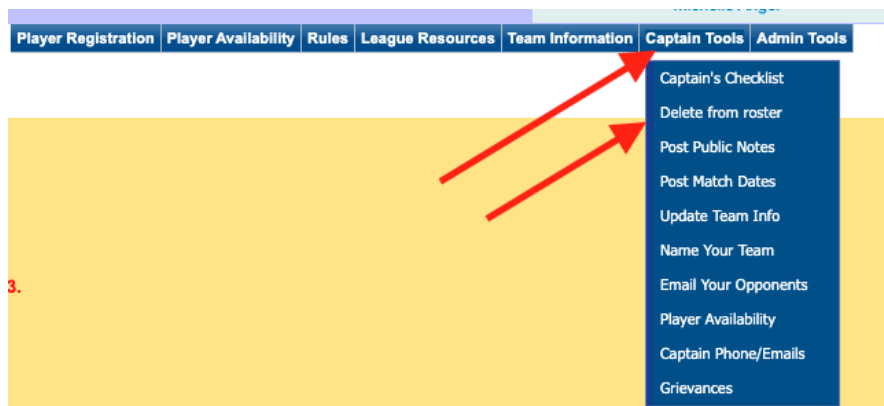 Player Registration Player Availability Rules League Resources Team Information Captain Tools Admin Tools
Captain's Checklist
Delete from roster
Post Public Notes
Post Match Dates
Update Team Info
Name Your Team
Email Your Opponents
Player Availability
Captain Phone/Emails
Grievances
3.